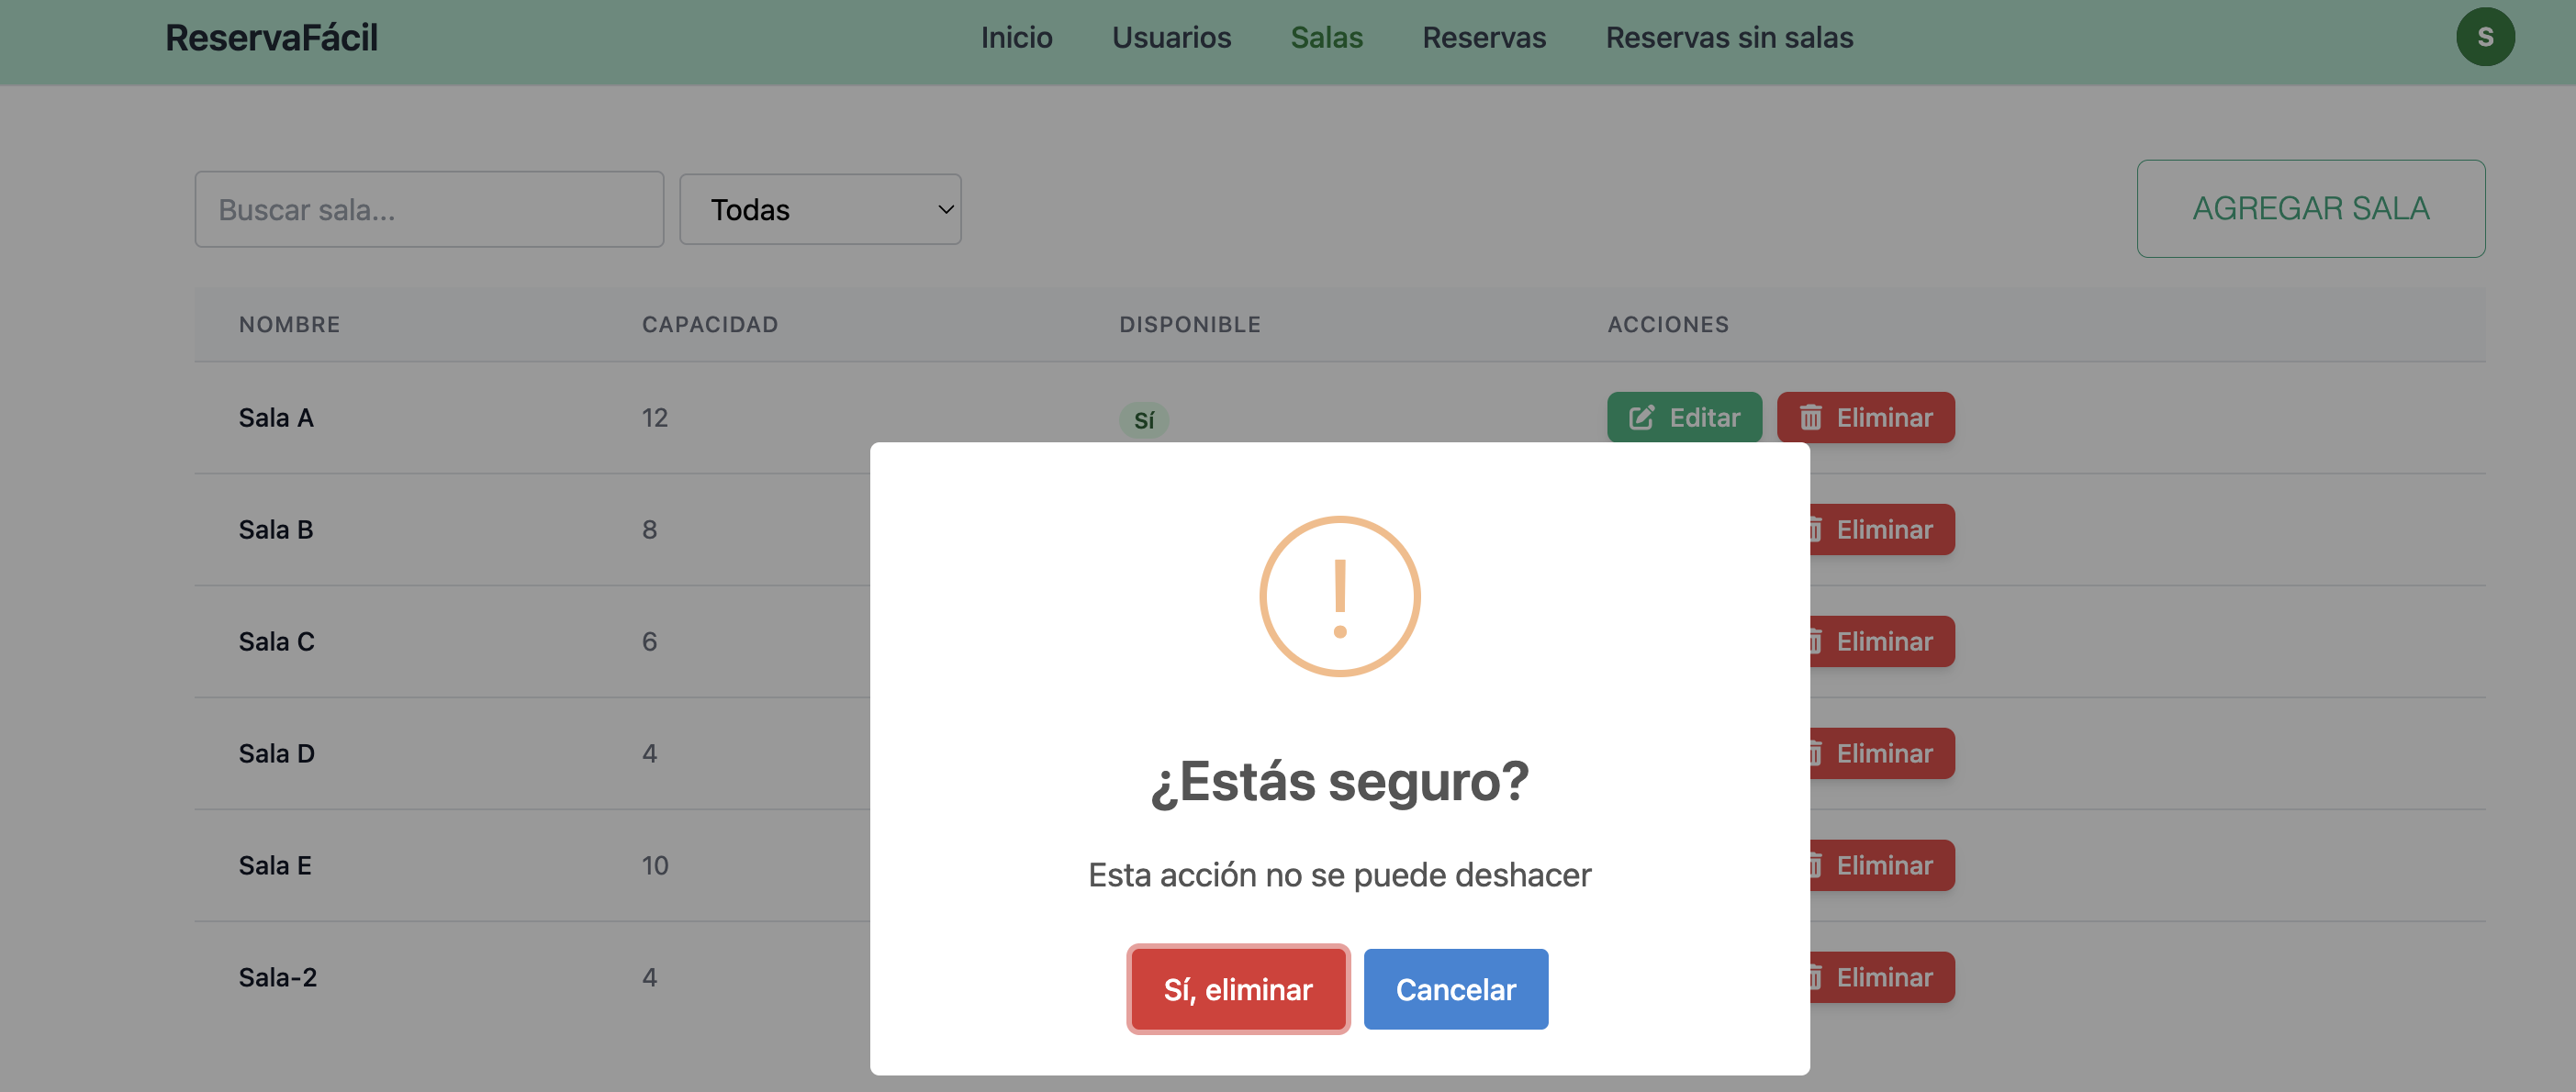 ReservaFácil Inicio Usuarios Salas Reservas Reservas sin salas S
Buscar sala... Todas AGREGAR SALA
NOMBRE CAPACIDAD DISPONIBLE ACCIONES
Sala A 12 Sí Editar Eliminar
Sala B 8 Eliminar
Sala C 6 Eliminar
Sala D 4 Eliminar
Sala E 10 Eliminar
Sala-2 4 Eliminar
!
¿Estás seguro?
Esta acción no se puede deshacer
Sí, eliminar Cancelar